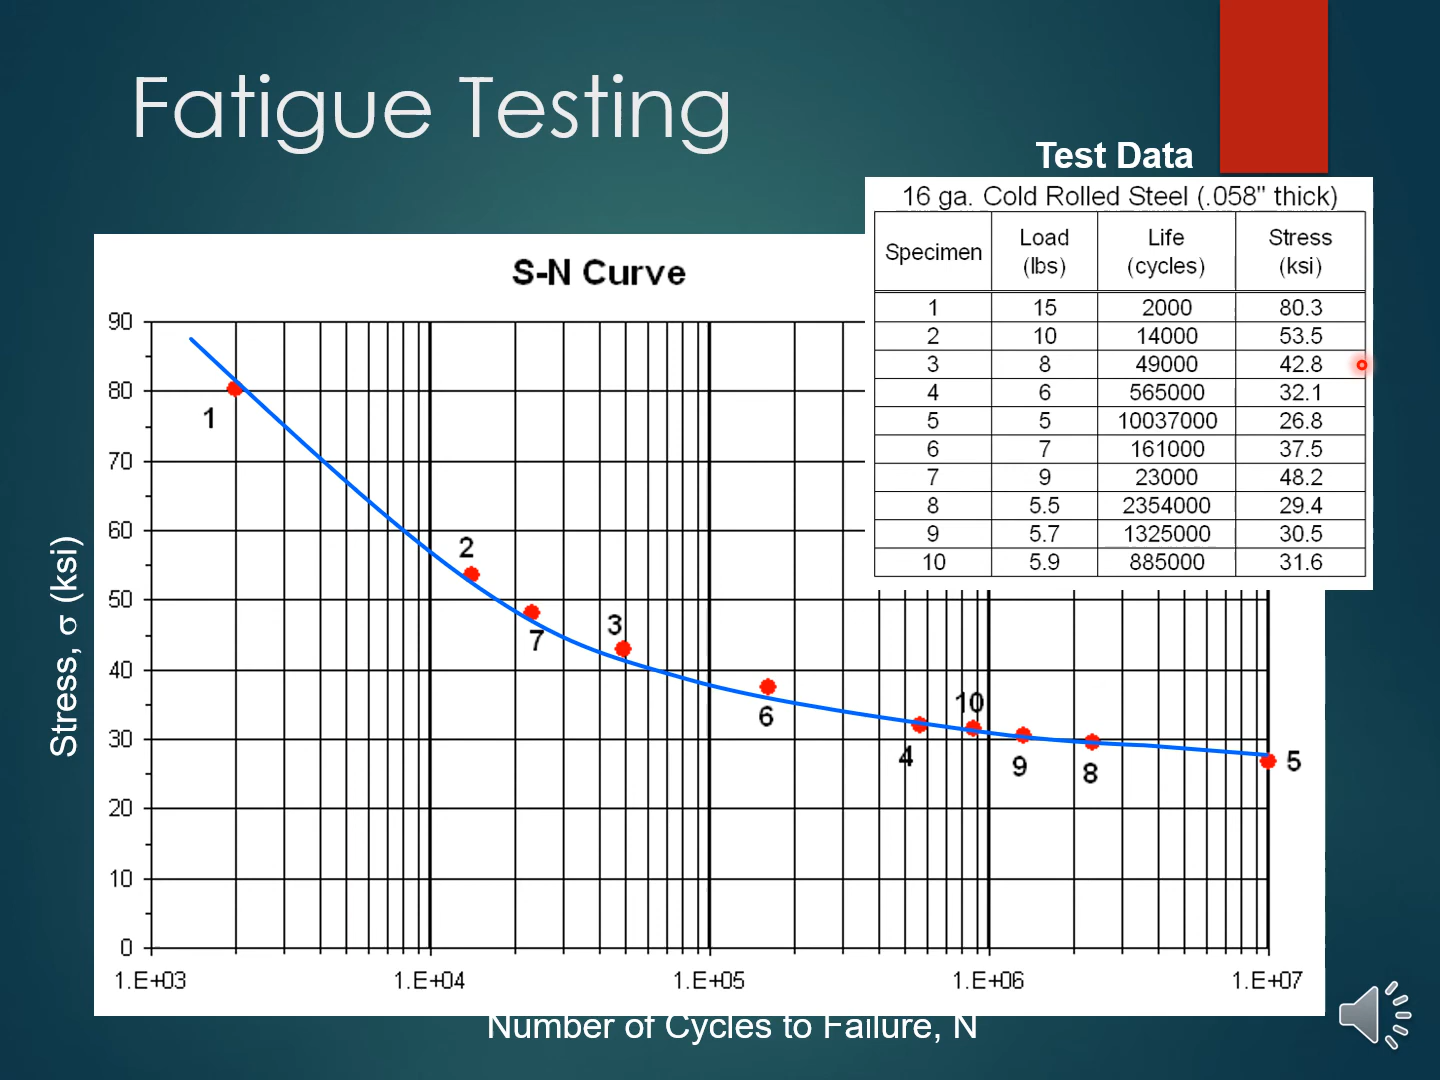 Fatigue Testing
Test Data
16 ga. Cold Rolled Steel (.058" thick)
Specimen Load (lbs) Life (cycles) Stress (ksi)
1 15 2000 80.3
2 10 14000 53.5
3 8 49000 42.8
4 6 565000 32.1
5 5 10037000 26.8
6 7 161000 37.5
7 9 23000 48.2
8 5.5 2354000 29.4
9 5.7 1325000 30.5
10 5.9 885000 31.6
S-N Curve
Stress, σ (ksi)
90
80
70
60
50
40
30
20
10
0
1
2
7
3
6
4
10
9
8
5
1.E+03 1.E+04 1.E+05 1.E+06 1.E+07
Number of Cycles to Failure, N